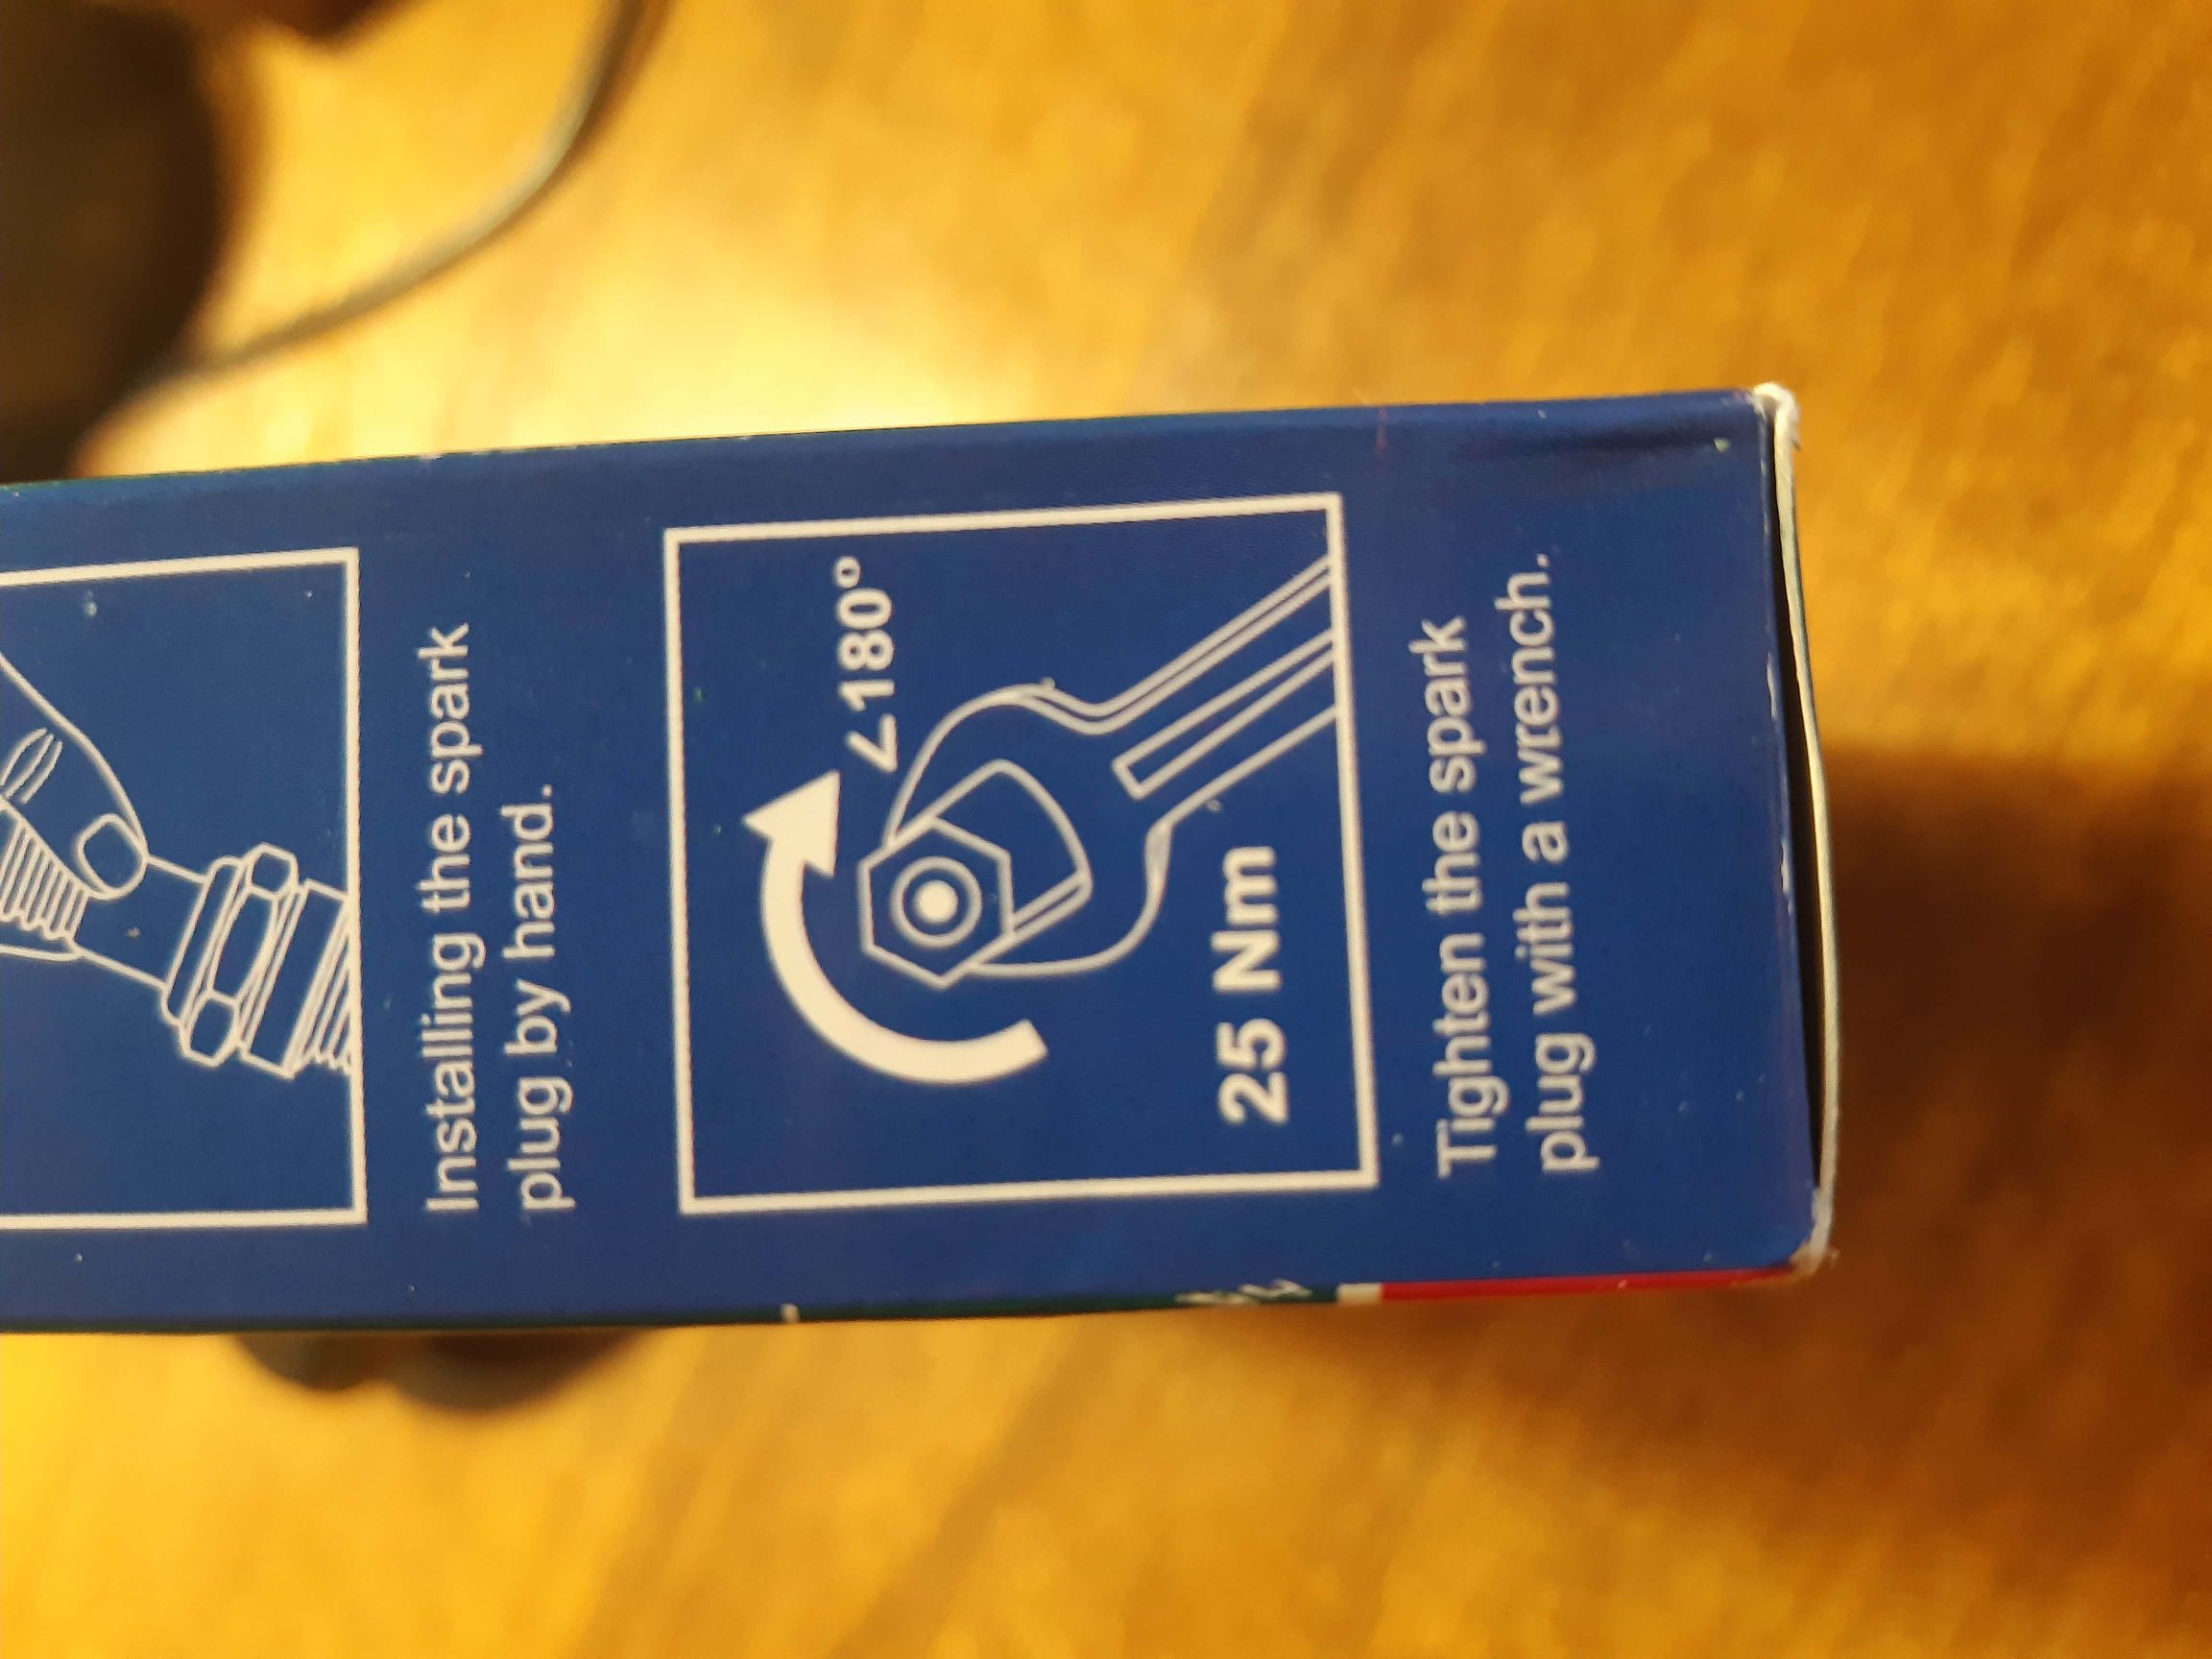 Installing the spark
plug by hand.
∠180°
25 Nm
Tighten the spark
plug with a wrench.